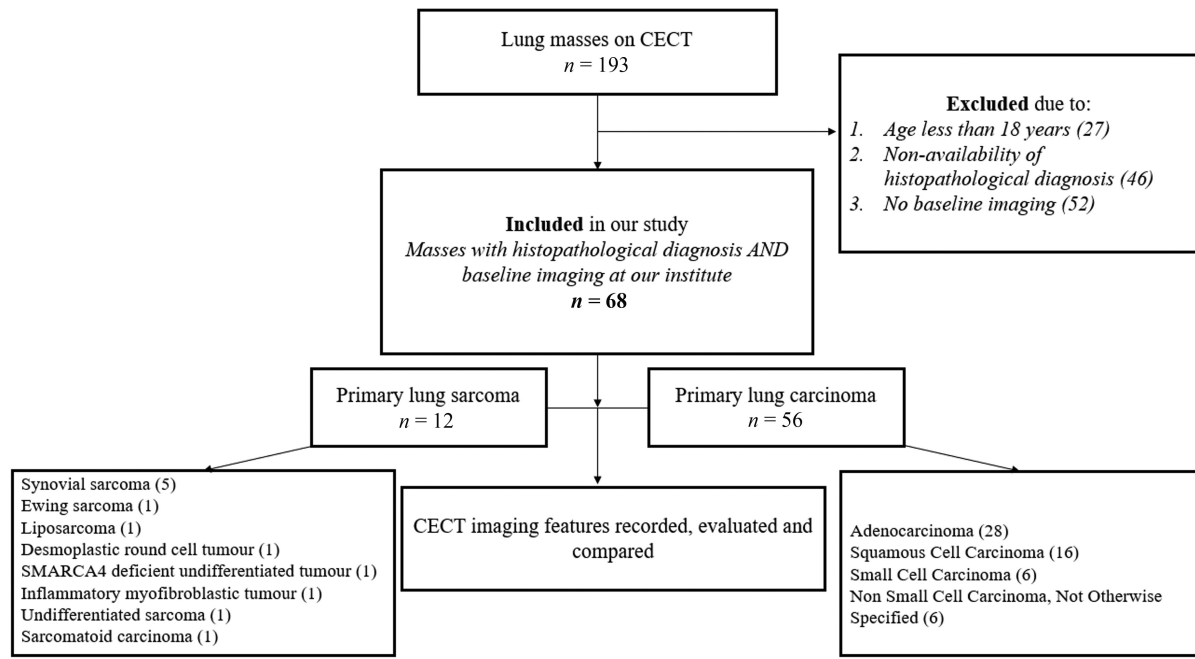 Lung masses on CECT
n = 193
Excluded due to:
1. Age less than 18 years (27)
2. Non-availability of
histopathological diagnosis (46)
3. No baseline imaging (52)
Included in our study
Masses with histopathological diagnosis AND
baseline imaging at our institute
n = 68
Primary lung sarcoma
n = 12
Primary lung carcinoma
n = 56
Synovial sarcoma (5)
Ewing sarcoma (1)
Liposarcoma (1)
Desmoplastic round cell tumour (1)
SMARCA4 deficient undifferentiated tumour (1)
Inflammatory myofibroblastic tumour (1)
Undifferentiated sarcoma (1)
Sarcomatoid carcinoma (1)
CECT imaging features recorded, evaluated and
compared
Adenocarcinoma (28)
Squamous Cell Carcinoma (16)
Small Cell Carcinoma (6)
Non Small Cell Carcinoma, Not Otherwise
Specified (6)